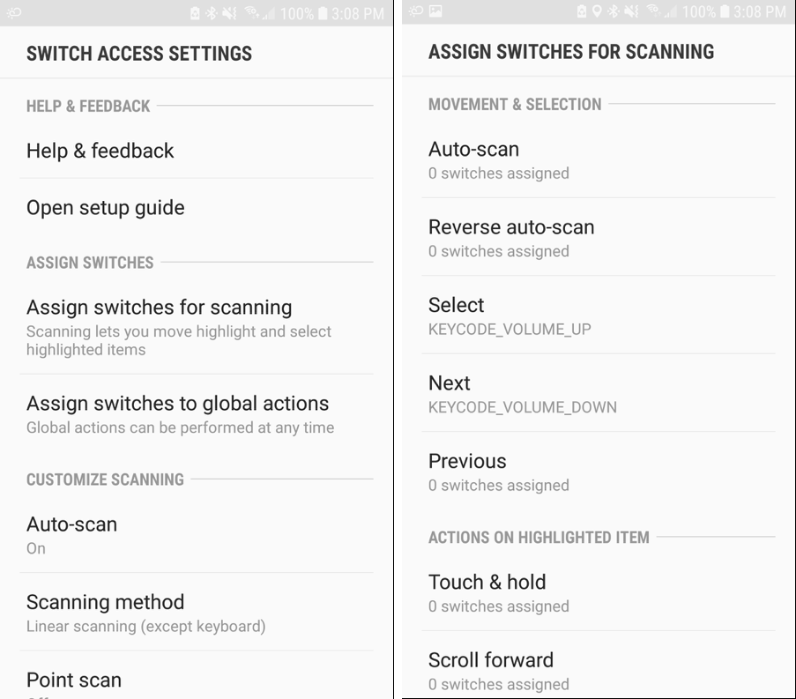 100% 3:08 PM
SWITCH ACCESS SETTINGS
HELP & FEEDBACK
Help & feedback
Open setup guide
ASSIGN SWITCHES
Assign switches for scanning
Scanning lets you move highlight and select
highlighted items
Assign switches to global actions
Global actions can be performed at any time
CUSTOMIZE SCANNING
Auto-scan
On
Scanning method
Linear scanning (except keyboard)
Point scan
100% 3:08 PM
ASSIGN SWITCHES FOR SCANNING
MOVEMENT & SELECTION
Auto-scan
0 switches assigned
Reverse auto-scan
0 switches assigned
Select
KEYCODE_VOLUME_UP
Next
KEYCODE_VOLUME_DOWN
Previous
0 switches assigned
ACTIONS ON HIGHLIGHTED ITEM
Touch & hold
0 switches assigned
Scroll forward
0 switches assigned